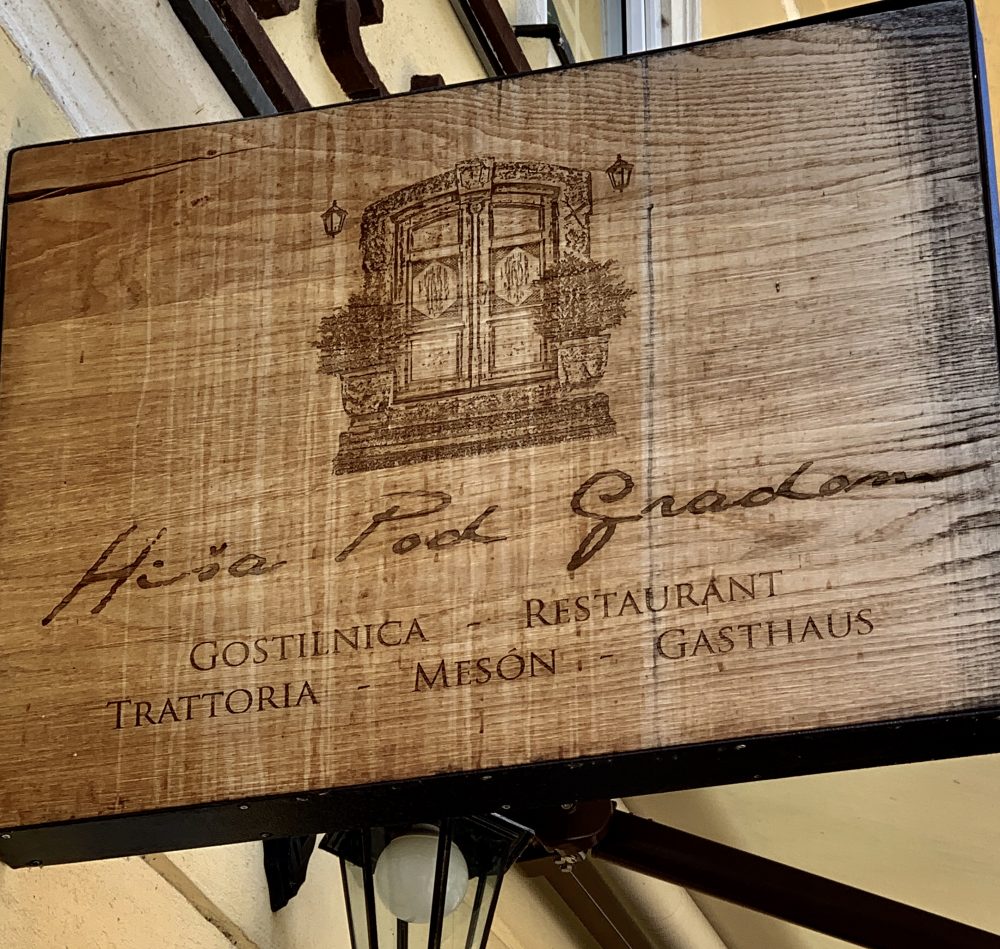 Hiša Pod Gradom
GOSTILNICA - RESTAURANT
TRATTORIA - MESÓN - GASTHAUS